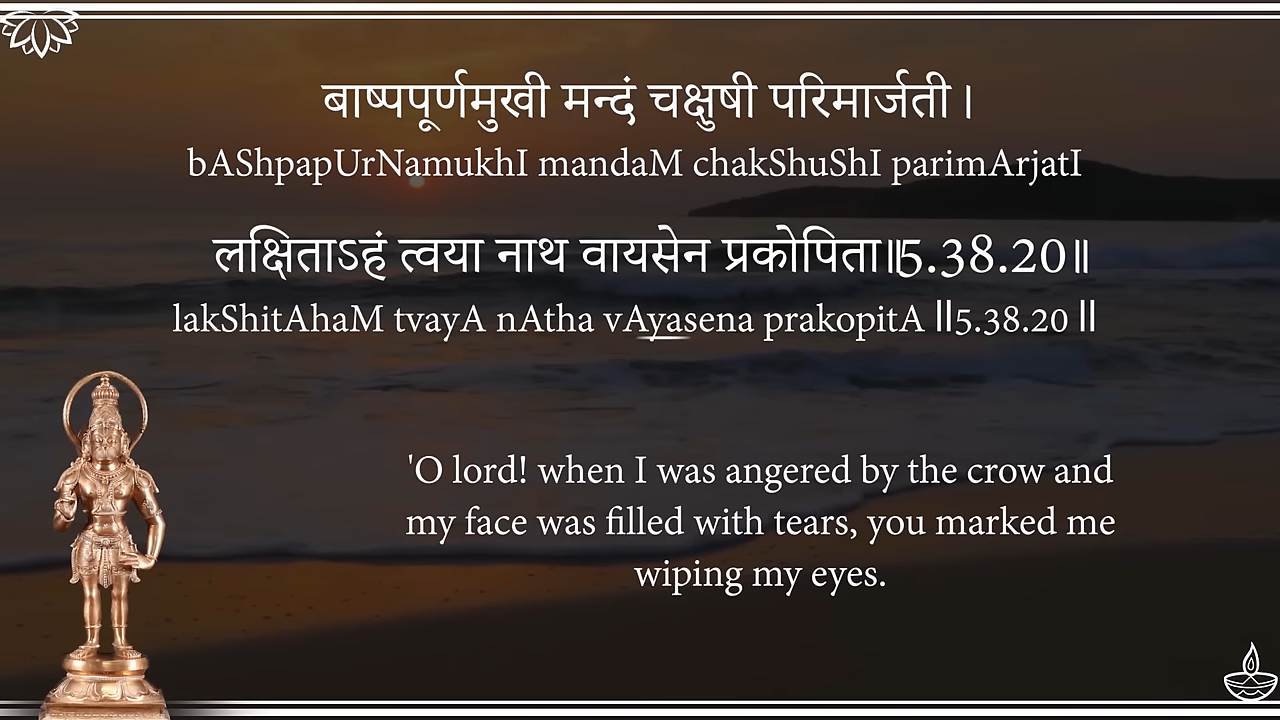 बाष्पपूर्णमुखी मन्दं चक्षुषी परिमार्जती।
bAShpapUrNamukhI mandaM chakShuShI parimArjatI
लक्षिताऽहं त्वया नाथ वायसेन प्रकोपिता॥5.38.20॥
lakShitAhaM tvayA nAtha vAyasena prakopitA ॥5.38.20 ॥
'O lord! when I was angered by the crow and
my face was filled with tears, you marked me
wiping my eyes.